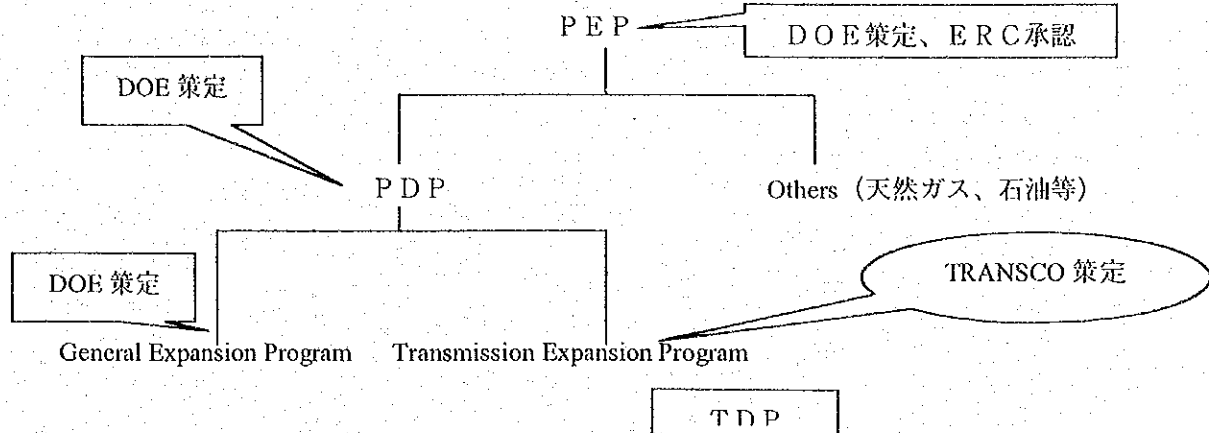 ＰＥＰ
ＤＯＥ策定、ＥＲＣ承認
DOE 策定
ＰＤＰ
Others（天然ガス、石油等）
DOE 策定
TRANSCO 策定
General Expansion Program
Transmission Expansion Program
ＴＤＰ